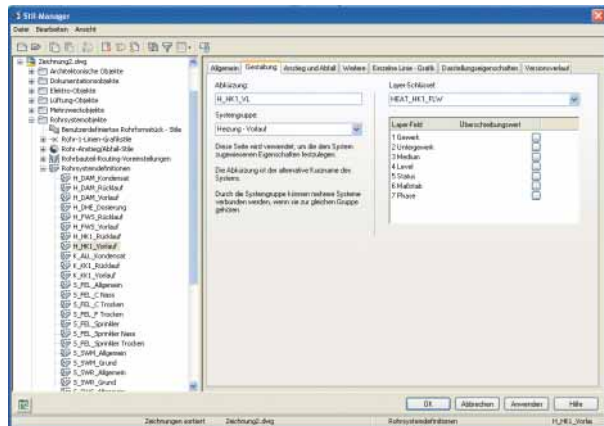 Stil-Manager
Datei Bearbeiten Ansicht
Zeichnung2.dwg
Architektonische Objekte
Dokumentationsobjekte
Elektro-Objekte
Lüftung-Objekte
Mehrzweckobjekte
Rohrsystemobjekte
Benutzerdefiniertes Rohrformstück - Stile
Rohr-1-Linien-Grafikstile
Rohr-Anstieg/Abfall-Stile
Rohrbauteil-Routing-Voreinstellungen
Rohrsystemdefinitionen
H_DAM_Kondensat
H_DAM_Rücklauf
H_DAM_Vorlauf
H_DHE_Dosierung
H_FWS_Rücklauf
H_FWS_Vorlauf
H_HK1_Rücklauf
H_HK1_Vorlauf
K_ALL_Kondensat
K_KK1_Rücklauf
K_KK1_Vorlauf
S_FEL_Allgemein
S_FEL_C Nass
S_FEL_C Trocken
S_FEL_F Trocken
S_FEL_Sprinkler
S_FEL_Sprinkler Nass
S_FEL_Sprinkler Trocken
S_SWM_Allgemein
S_SWM_Grund
S_SWR_Allgemein
S_SWR_Grund
Allgemein Gestaltung Anstieg und Abfall Weitere Einzelne Linie - Grafik Darstellungseigenschaften Versionsverlauf
Abkürzung:
H_HK1_VL
Systemgruppe:
Heizung - Vorlauf
Diese Seite wird verwendet, um die dem System
zugewiesenen Eigenschaften festzulegen.
Die Abkürzung ist der alternative Kurzname des
Systems.
Durch die Systemgruppe können mehrere Systeme
verbunden werden, wenn sie zur gleichen Gruppe
gehören.
Layer-Schlüssel:
HEAT_HK1_FLW
Layer-Feld Überschreibungswert
1 Gewerk
2 Untergewerk
3 Medium
4 Level
5 Status
6 Maßstab
7 Phase
OK Abbrechen Anwenden Hilfe
Zeichnungen sortiert Zeichnung2.dwg Rohrsystemdefinitionen H_HK1_Vorlau